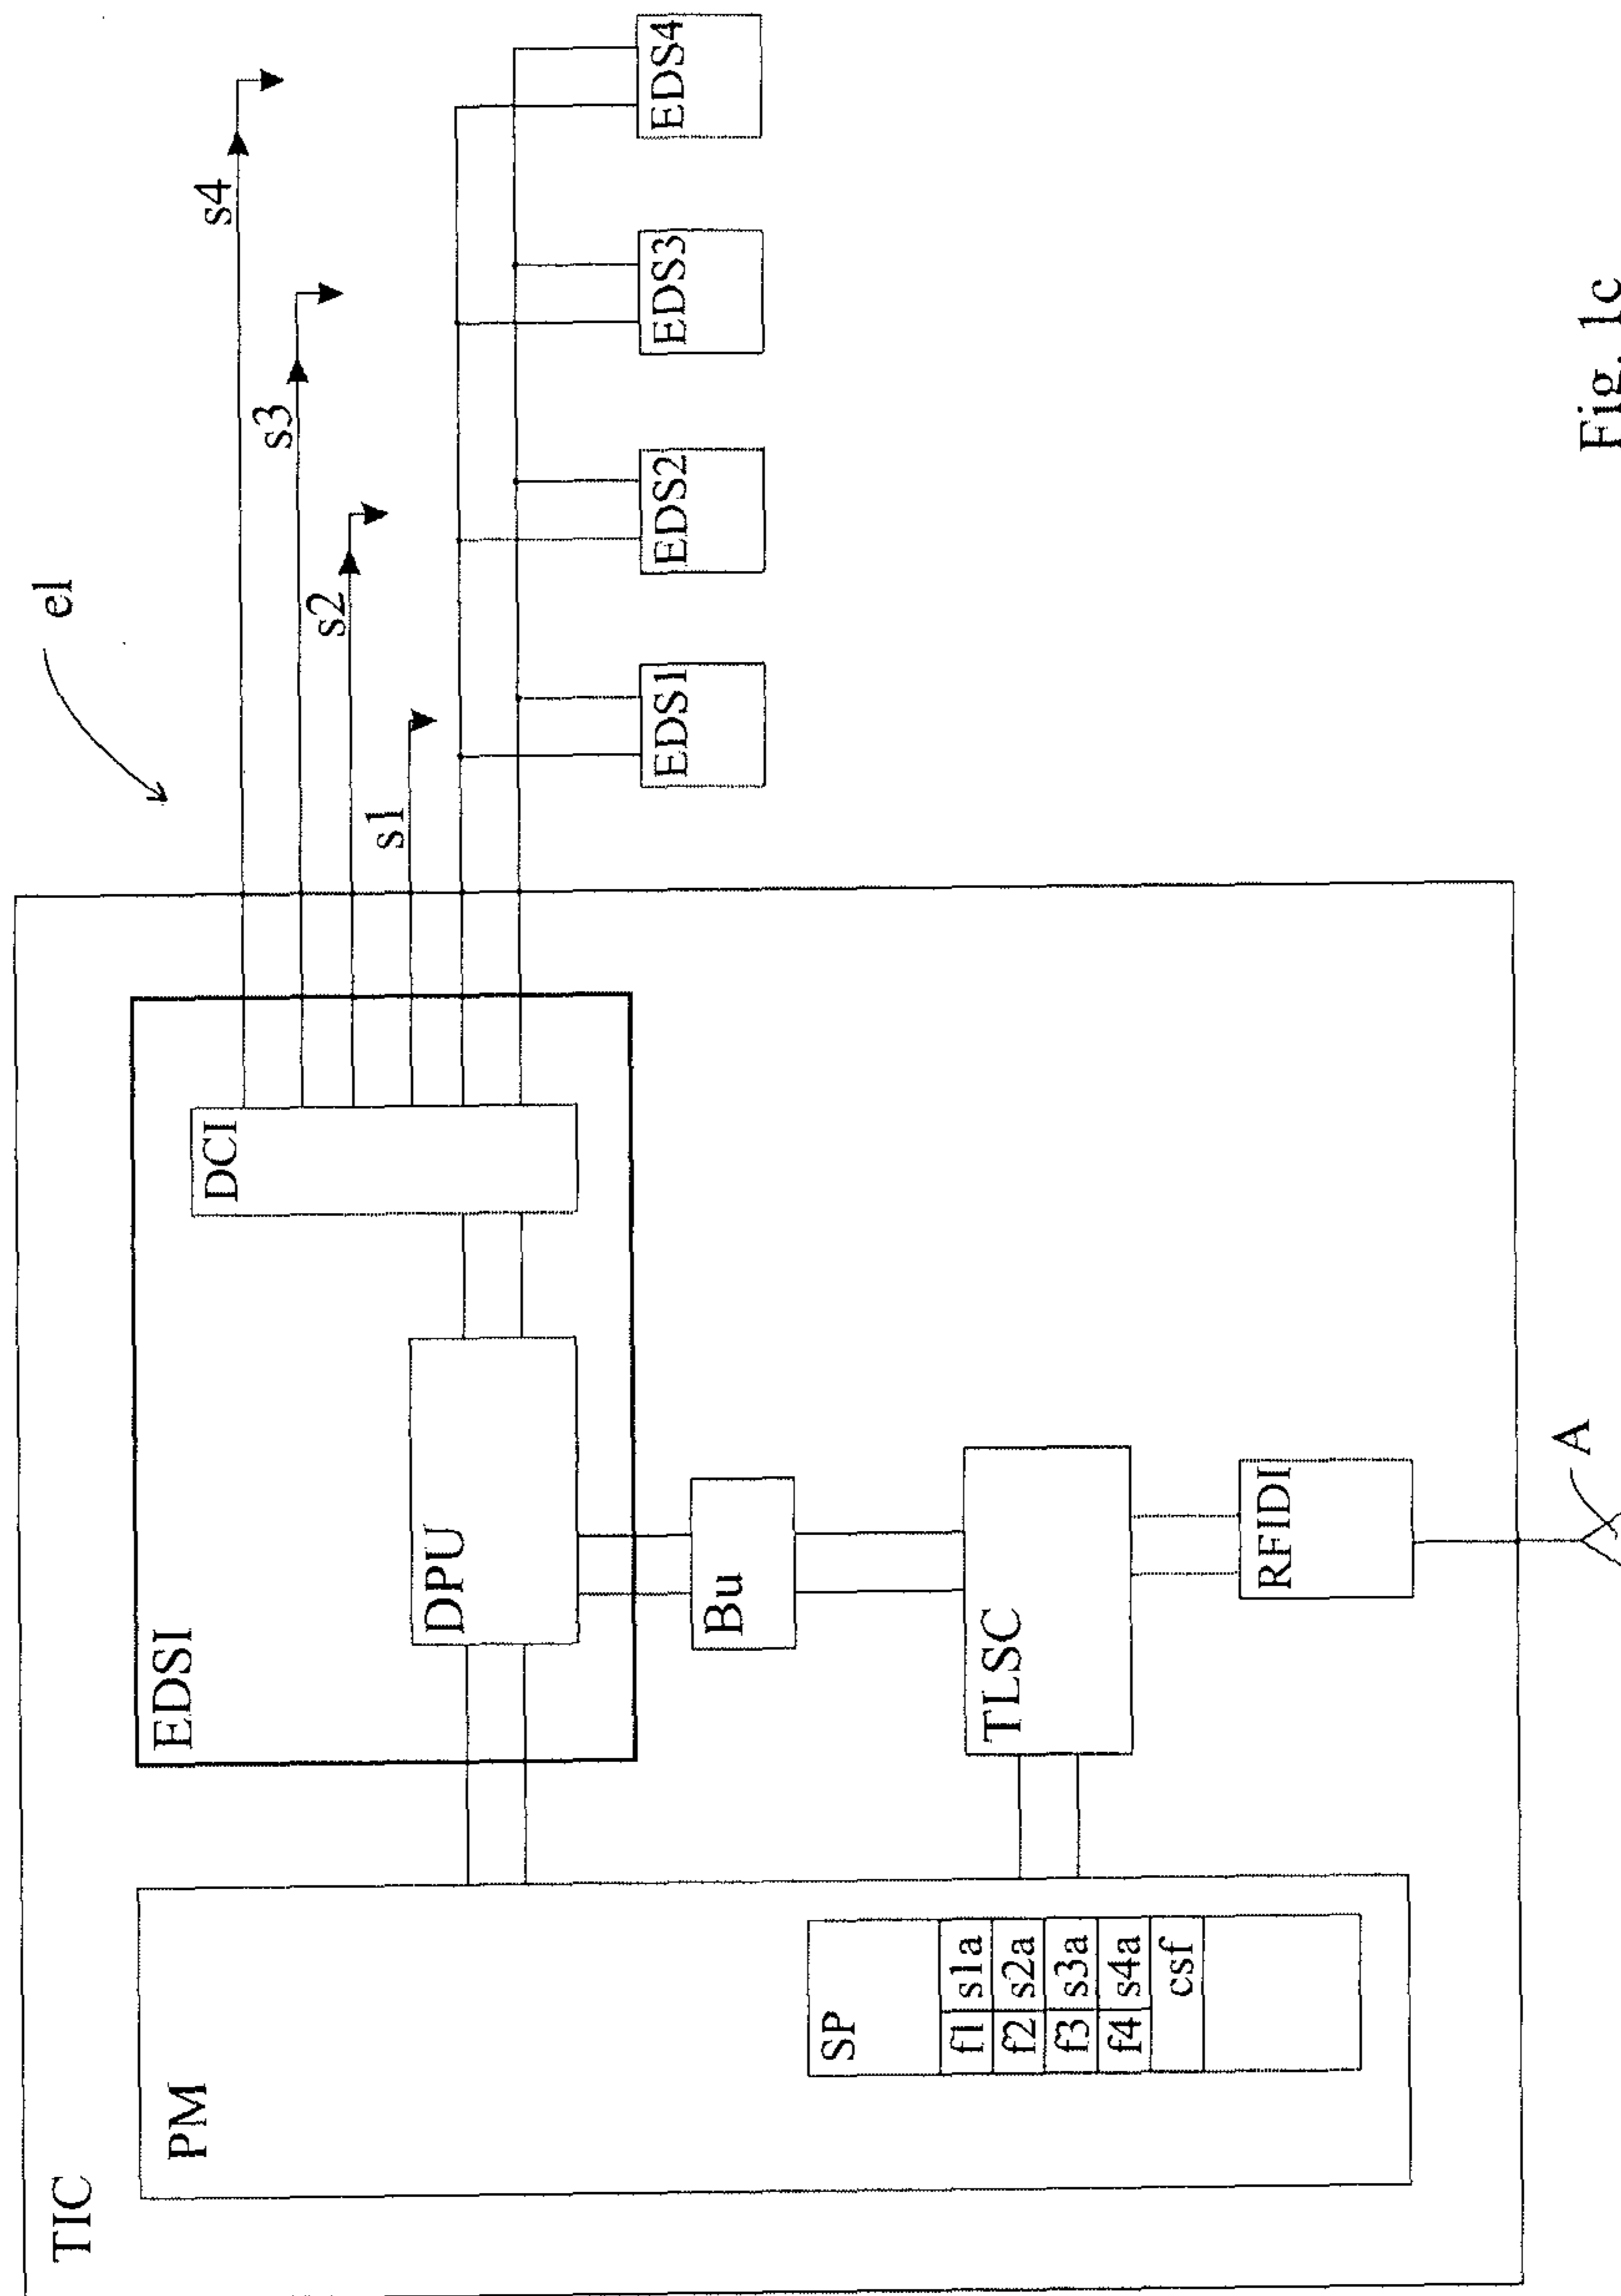 TIC
PM
SP
f1 s1a
f2 s2a
f3 s3a
f4 s4a
csf
EDSI
DPU
DCI
Bu
TLSC
RFIDI
A
el
s1
s2
s3
s4
EDS1
EDS2
EDS3
EDS4
Fig. 1c